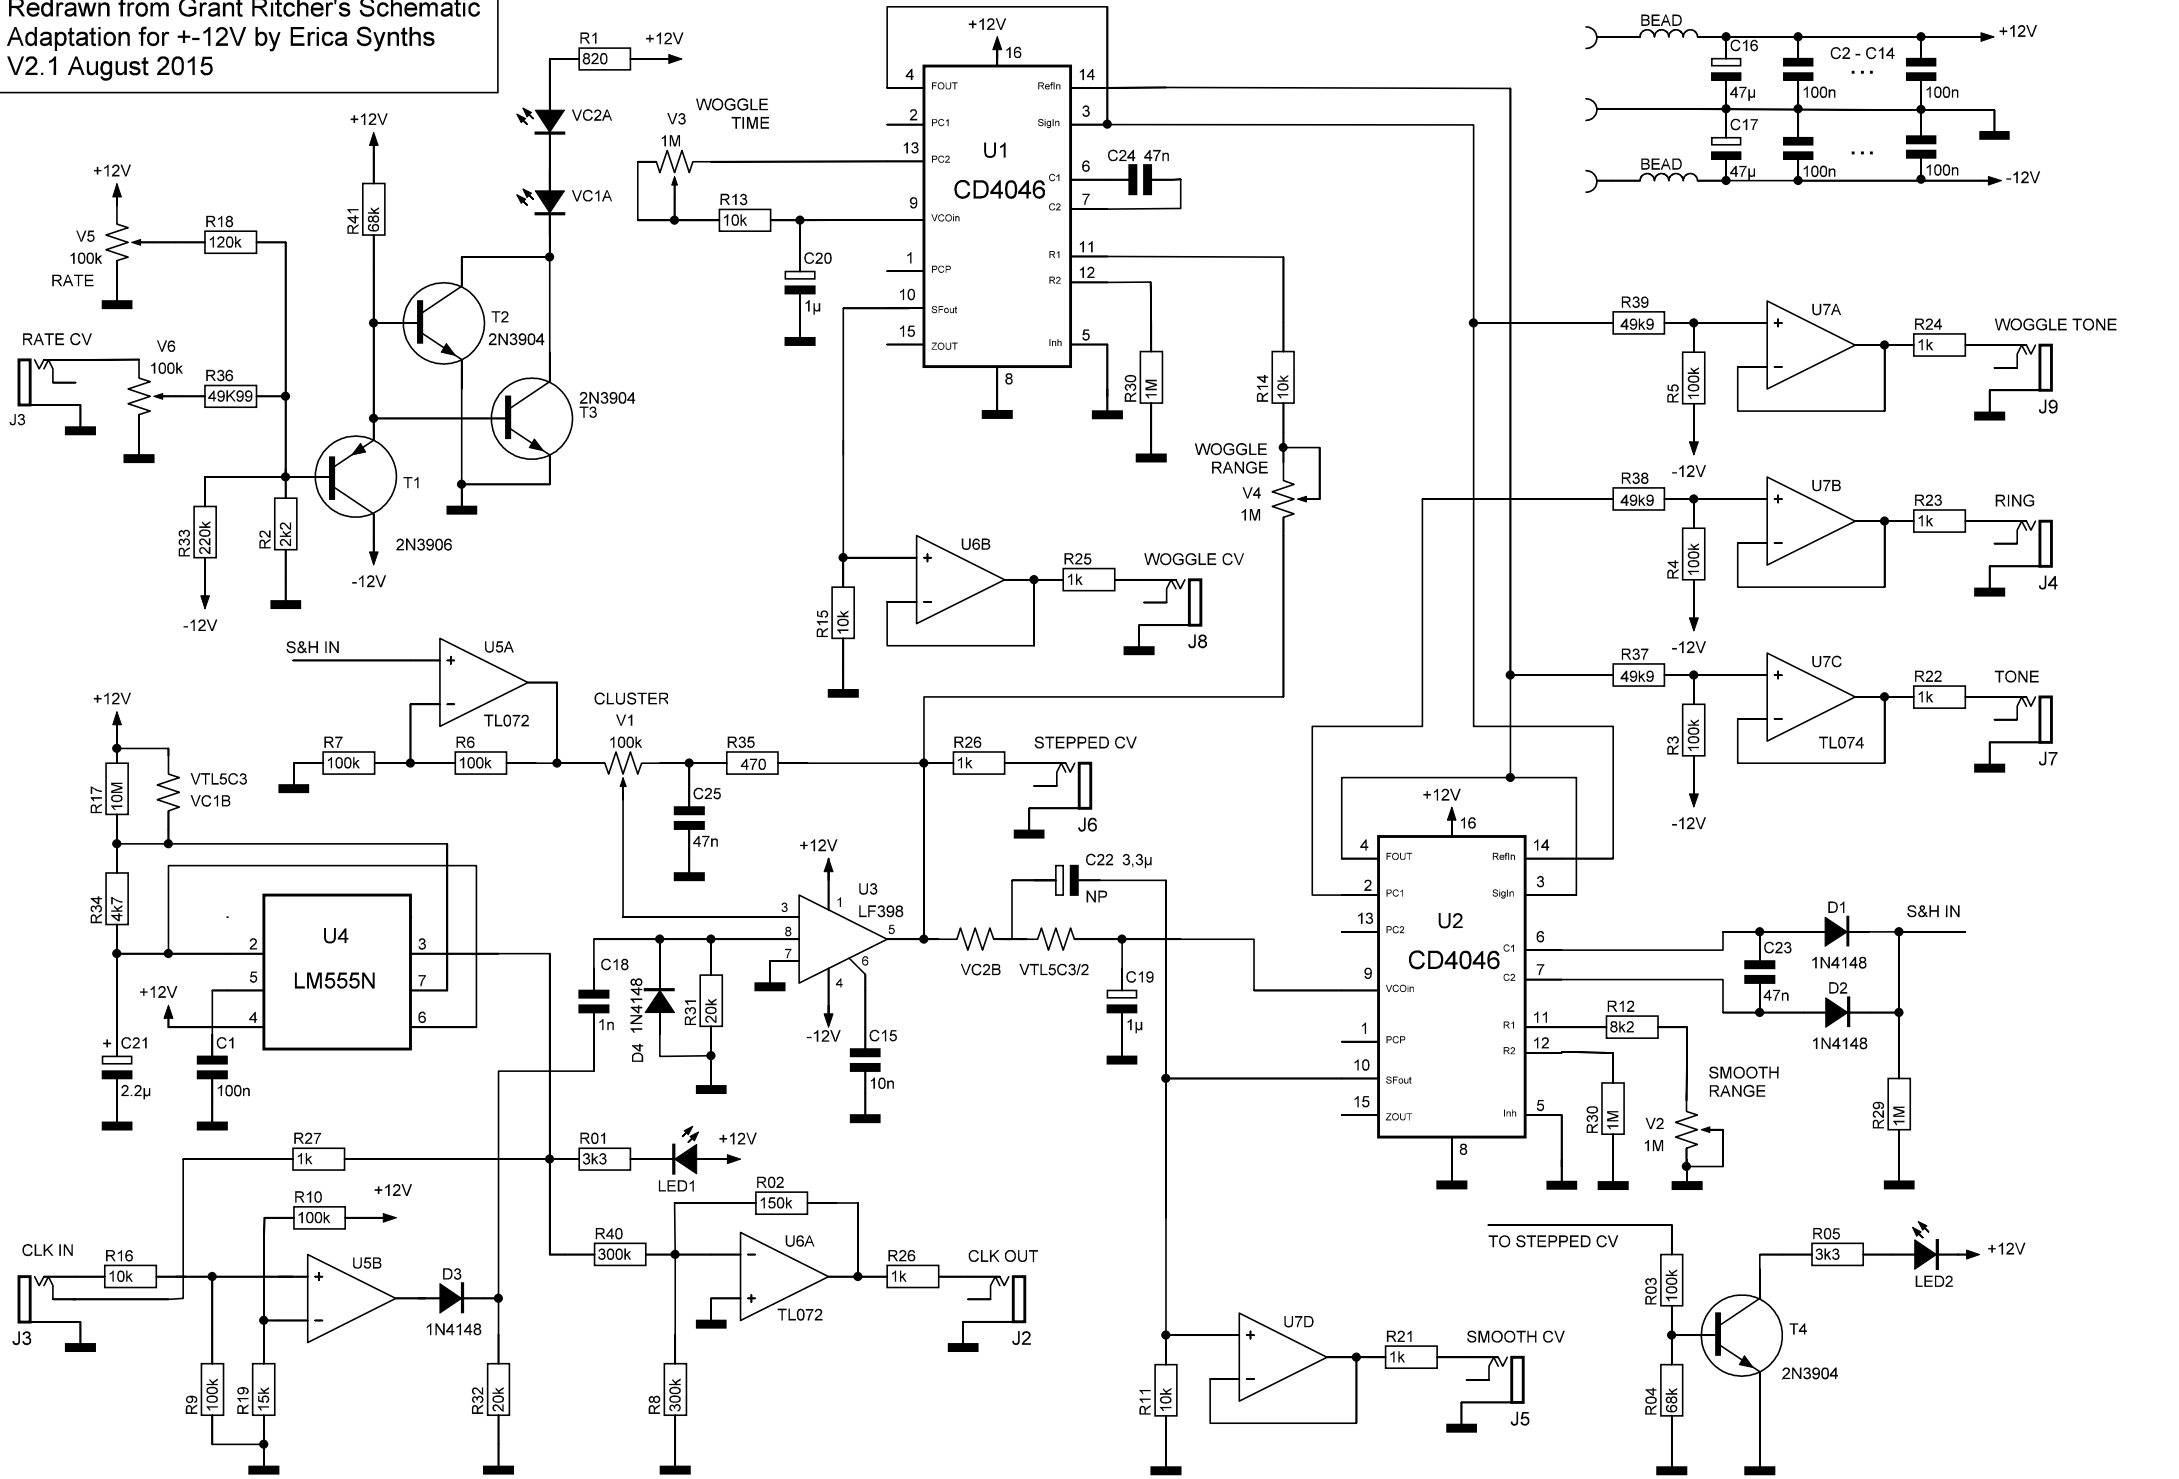 Redrawn from Grant Ritcher's Schematic
Adaptation for +-12V by Erica Synths
V2.1 August 2015
R1
820
+12V
VC2A
VC1A
+12V
R41
68k
T2
2N3904
2N3904
T3
+12V
V5
100k
RATE
R18
120k
RATE CV
J3
V6
100k
R36
49K99
T1
2N3906
-12V
R33
220k
-12V
R2
2k2
WOGGLE
TIME
V3
1M
R13
10k
C20
1µ
+12V
16
4
FOUT
2
PC1
13
PC2
9
VCOin
1
PCP
10
SFout
15
ZOUT
U1
CD4046
14
RefIn
3
SigIn
6
C1
7
C2
11
R1
12
R2
5
Inh
8
C24 47n
R30
1M
R14
10k
WOGGLE
RANGE
V4
1M
BEAD
C16
47µ
C2 - C14
...
100n
100n
+12V
C17
47µ
...
100n
100n
BEAD
-12V
R39
49k9
R5
100k
-12V
U7A
+
−
R24
1k
WOGGLE TONE
J9
R38
49k9
R4
100k
-12V
U7B
+
−
R23
1k
RING
J4
R37
49k9
R3
100k
-12V
U7C
+
−
TL074
R22
1k
TONE
J7
R15
10k
U6B
+
−
R25
1k
WOGGLE CV
J8
S&H IN
U5A
+
−
TL072
R7
100k
R6
100k
CLUSTER
V1
100k
R35
470
C25
47n
R26
1k
STEPPED CV
J6
+12V
R17
10M
VTL5C3
VC1B
R34
4k7
U4
LM555N
2
5
4
3
7
6
+12V
+ C21
2.2µ
C1
100n
+12V
1
U3
LF398
3
8
7
5
6
4
-12V
C18
1n
D4 1N4148
R31
20k
C15
10n
C22 3,3µ
NP
VC2B
VTL5C3/2
C19
1µ
+12V
16
4
FOUT
2
PC1
13
PC2
9
VCOin
1
PCP
10
SFout
15
ZOUT
U2
CD4046
14
RefIn
3
SigIn
6
C1
7
C2
11
R1
12
R2
5
Inh
8
D1
1N4148
C23
47n
D2
1N4148
S&H IN
R12
8k2
R30
1M
SMOOTH
RANGE
V2
1M
R29
1M
R27
1k
R01
3k3
LED1
+12V
R10
100k
+12V
CLK IN
J3
R16
10k
U5B
+
−
D3
1N4148
R9
100k
R19
15k
R32
20k
R40
300k
R02
150k
R8
300k
U6A
−
+
TL072
R26
1k
CLK OUT
J2
R11
10k
U7D
+
−
R21
1k
SMOOTH CV
J5
TO STEPPED CV
R03
100k
R04
68k
T4
2N3904
R05
3k3
LED2
+12V